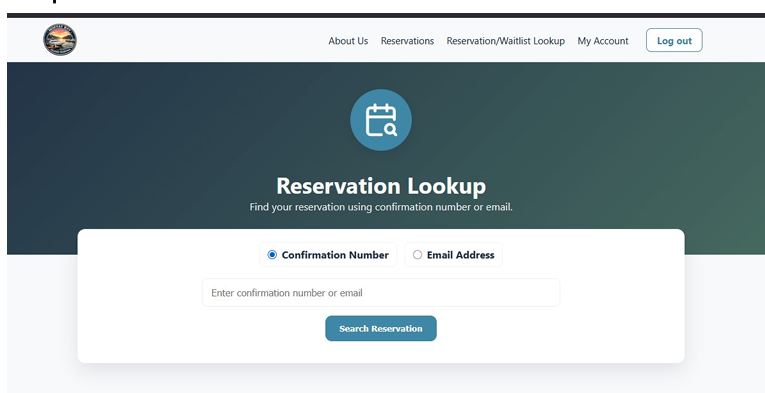 About Us Reservations Reservation/Waitlist Lookup My Account Log out
Reservation Lookup
Find your reservation using confirmation number or email.
Confirmation Number Email Address
Enter confirmation number or email
Search Reservation